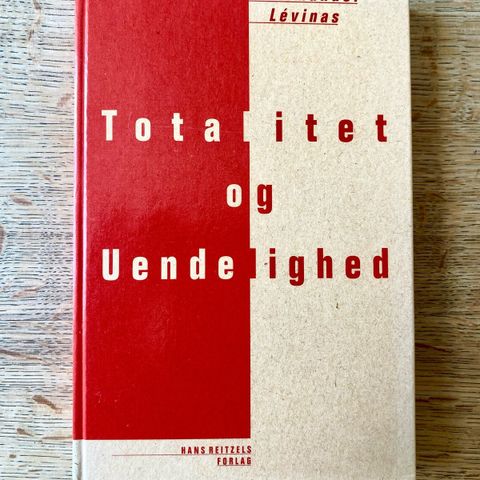 Lévinas
Totalitet
og
Uendelighed
HANS REITZELS
FORLAG